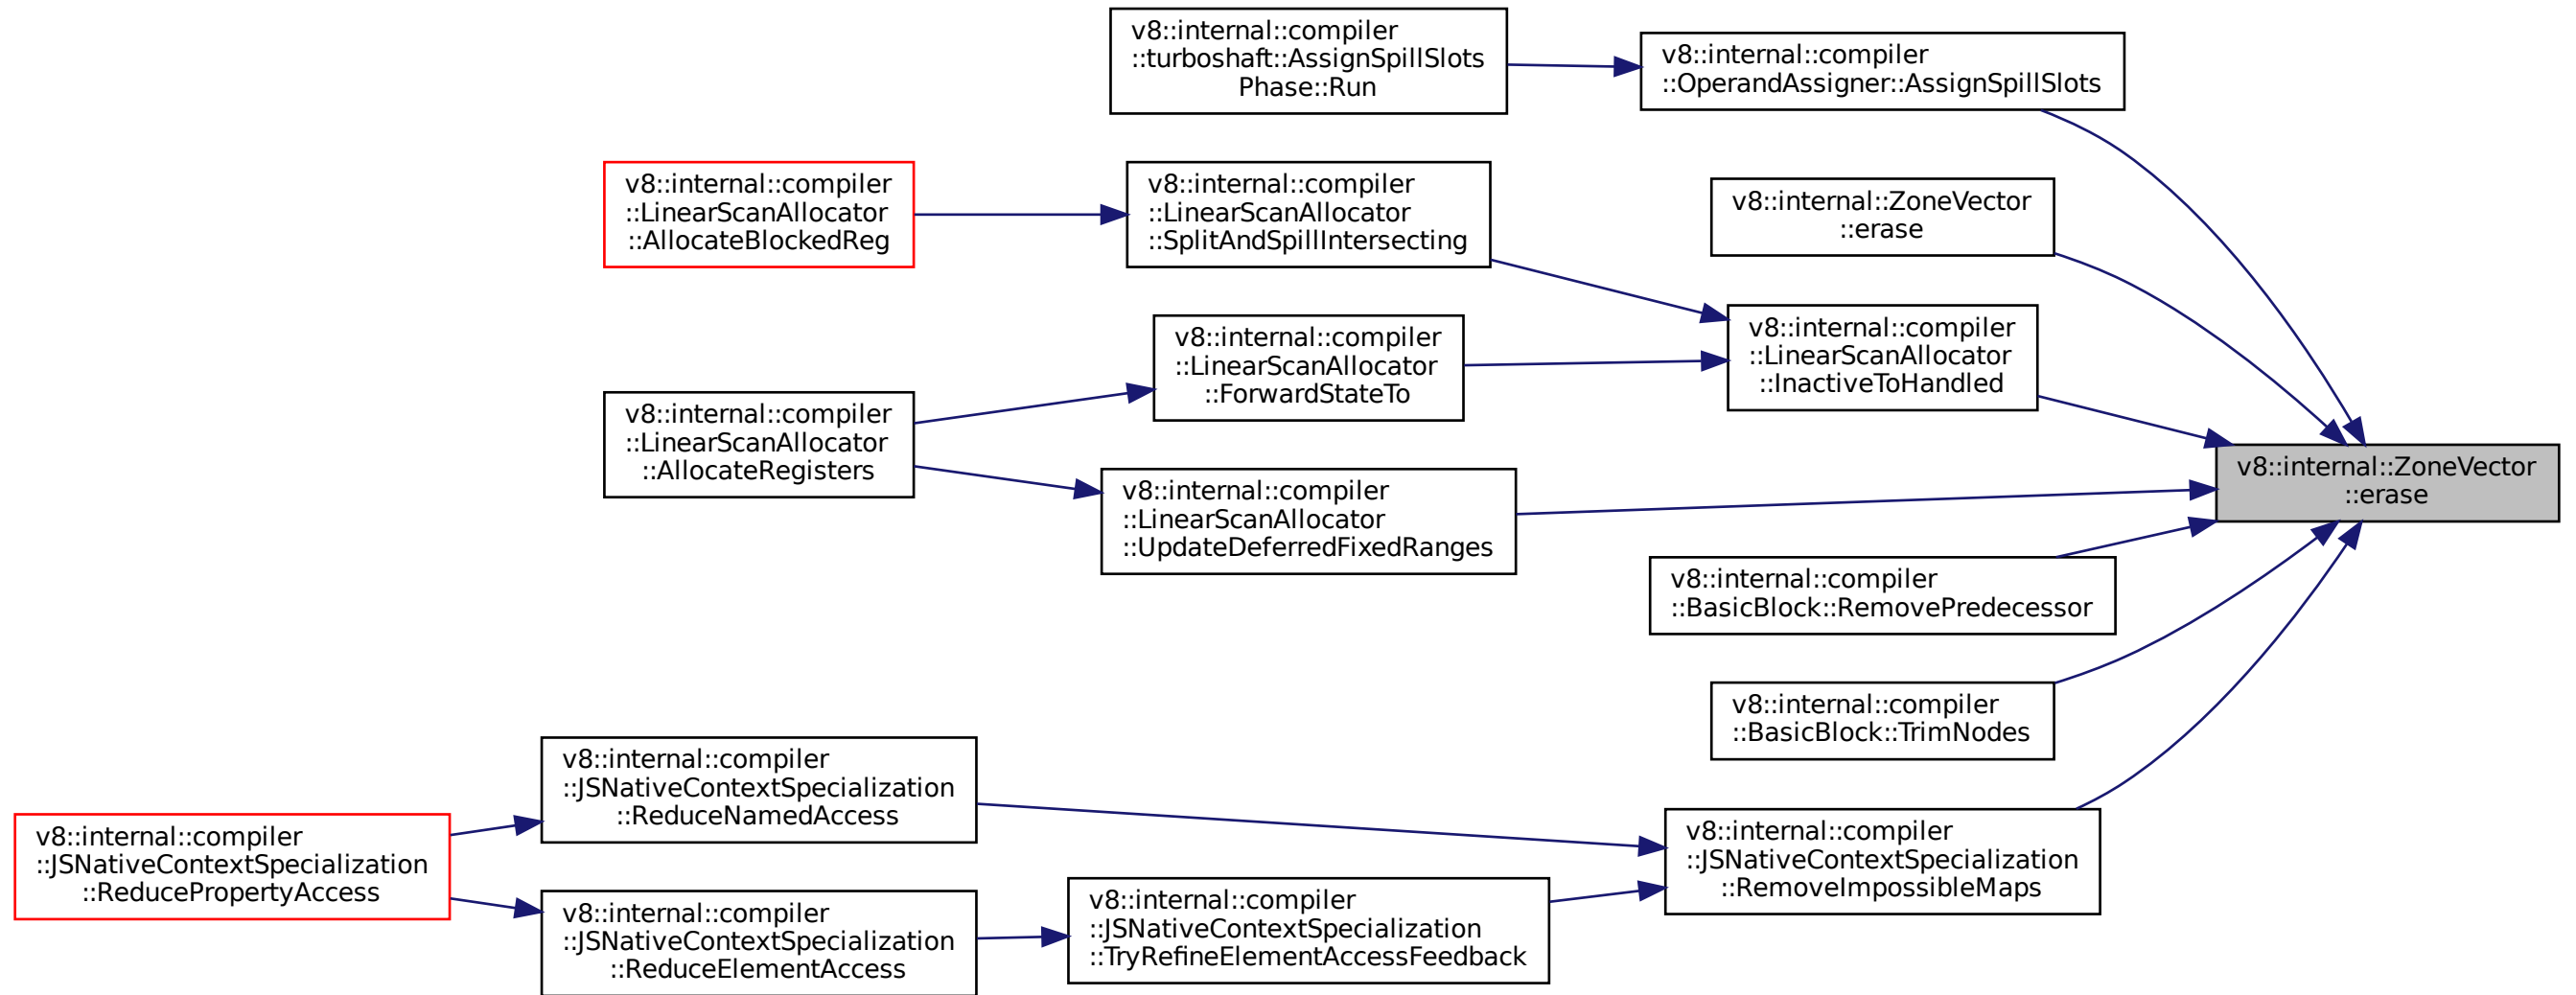 v8::internal::compiler
::turboshaft::AssignSpillSlots
Phase::Run
v8::internal::compiler
::OperandAssigner::AssignSpillSlots
v8::internal::compiler
::LinearScanAllocator
::AllocateBlockedReg
v8::internal::compiler
::LinearScanAllocator
::SplitAndSpillIntersecting
v8::internal::ZoneVector
::erase
v8::internal::compiler
::LinearScanAllocator
::InactiveToHandled
v8::internal::compiler
::LinearScanAllocator
::ForwardStateTo
v8::internal::compiler
::LinearScanAllocator
::AllocateRegisters
v8::internal::ZoneVector
::erase
v8::internal::compiler
::LinearScanAllocator
::UpdateDeferredFixedRanges
v8::internal::compiler
::BasicBlock::RemovePredecessor
v8::internal::compiler
::BasicBlock::TrimNodes
v8::internal::compiler
::JSNativeContextSpecialization
::ReduceNamedAccess
v8::internal::compiler
::JSNativeContextSpecialization
::RemoveImpossibleMaps
v8::internal::compiler
::JSNativeContextSpecialization
::ReducePropertyAccess
v8::internal::compiler
::JSNativeContextSpecialization
::TryRefineElementAccessFeedback
v8::internal::compiler
::JSNativeContextSpecialization
::ReduceElementAccess